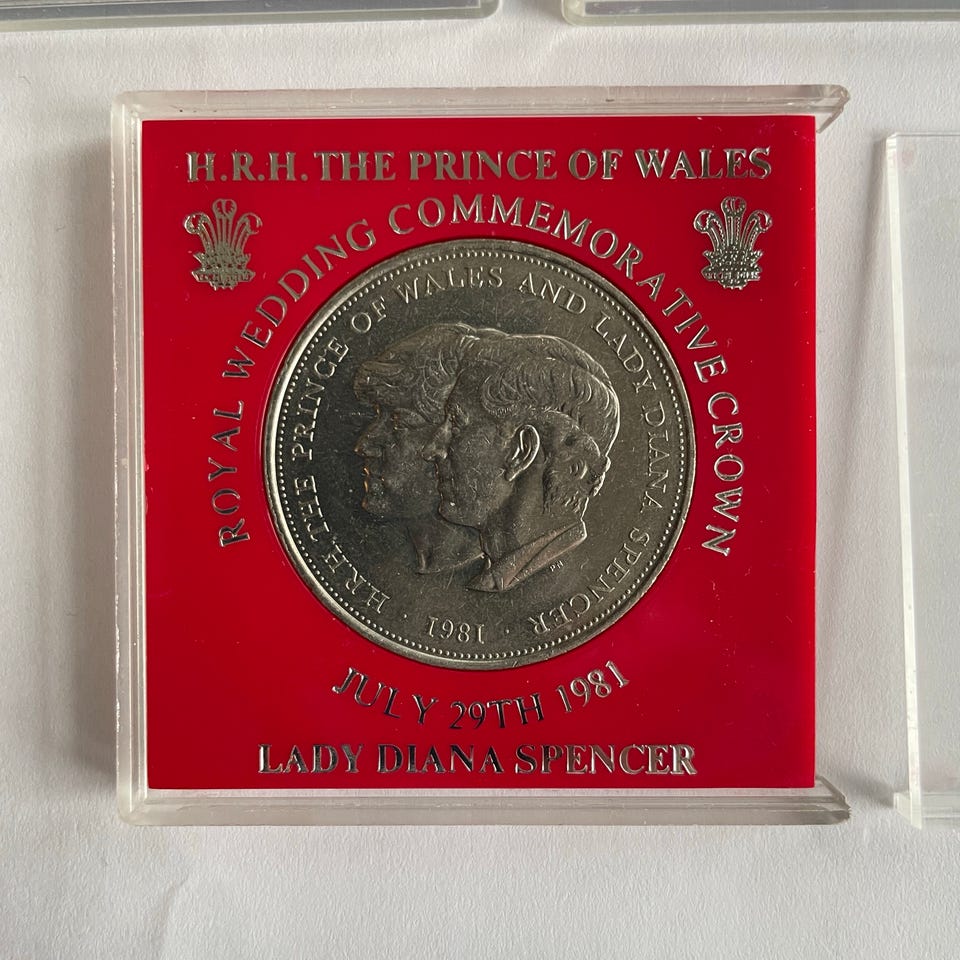 H.R.H. THE PRINCE OF WALES
ROYAL WEDDING COMMEMORATIVE CROWN
H.R.H. THE PRINCE OF WALES AND LADY DIANA SPENCER
· 1981
JULY 29TH 1981
LADY DIANA SPENCER